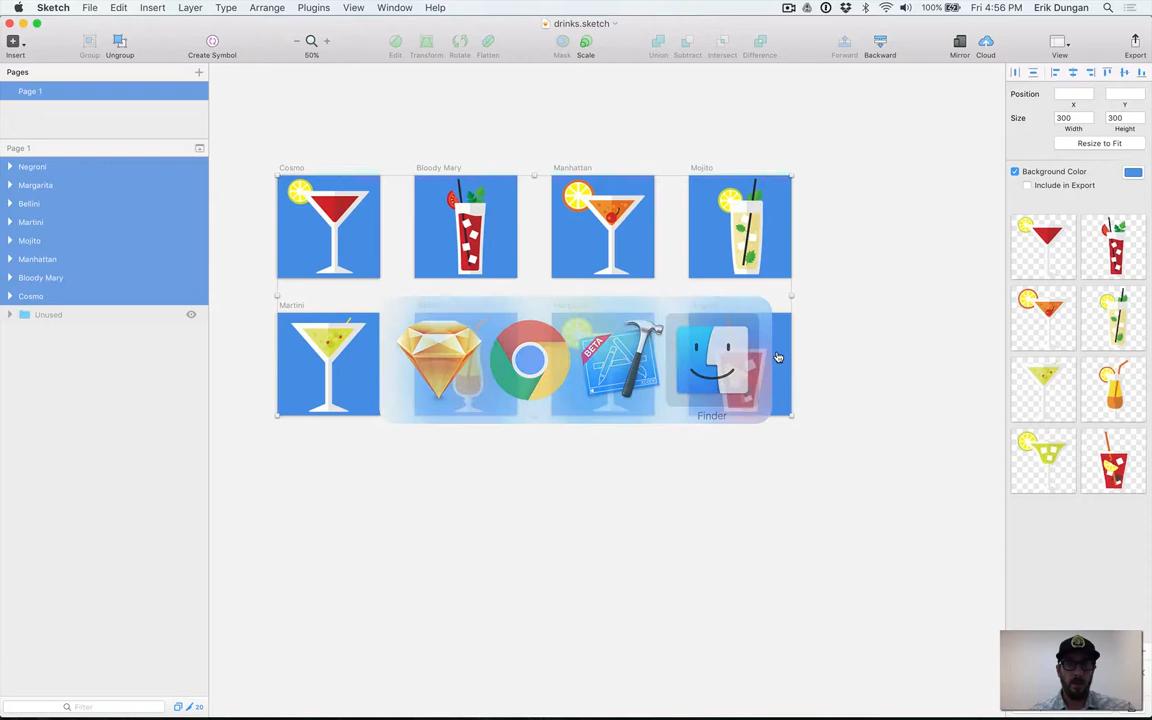 Sketch File Edit Insert Layer Type Arrange Plugins View Window Help 100% Fri 4:56 PM Erik Dungan
drinks.sketch
Insert Group Ungroup Create Symbol 50% Edit Transform Rotate Flatten Mask Scale Union Subtract Intersect Difference Forward Backward Mirror Cloud View Export
Pages
Page 1
Page 1
Negroni
Margarita
Bellini
Martini
Mojito
Manhattan
Bloody Mary
Cosmo
Unused
Filter
20
Cosmo Bloody Mary Manhattan Mojito
Martini
BETA
Finder
Position
X Y
Size 300 300
Width Height
Resize to Fit
Background Color
Include in Export